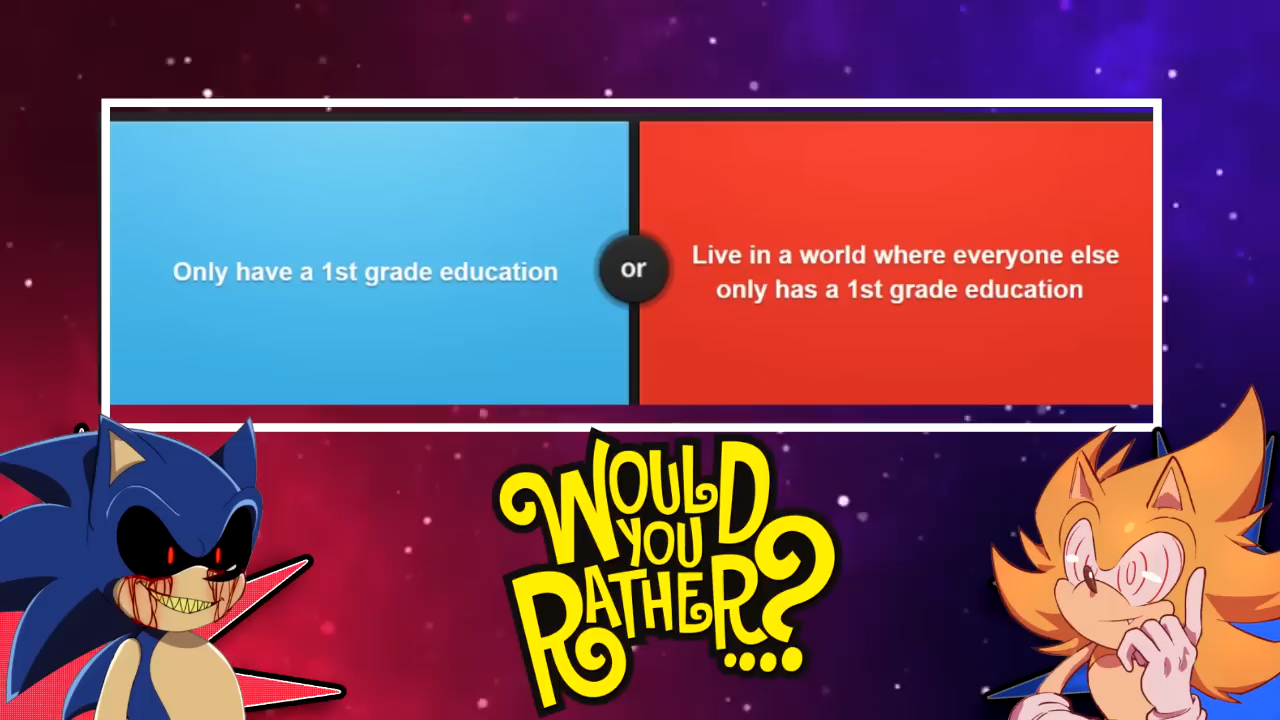 Only have a 1st grade education
or
Live in a world where everyone else
only has a 1st grade education
WOULD
YOU
RATHER?...